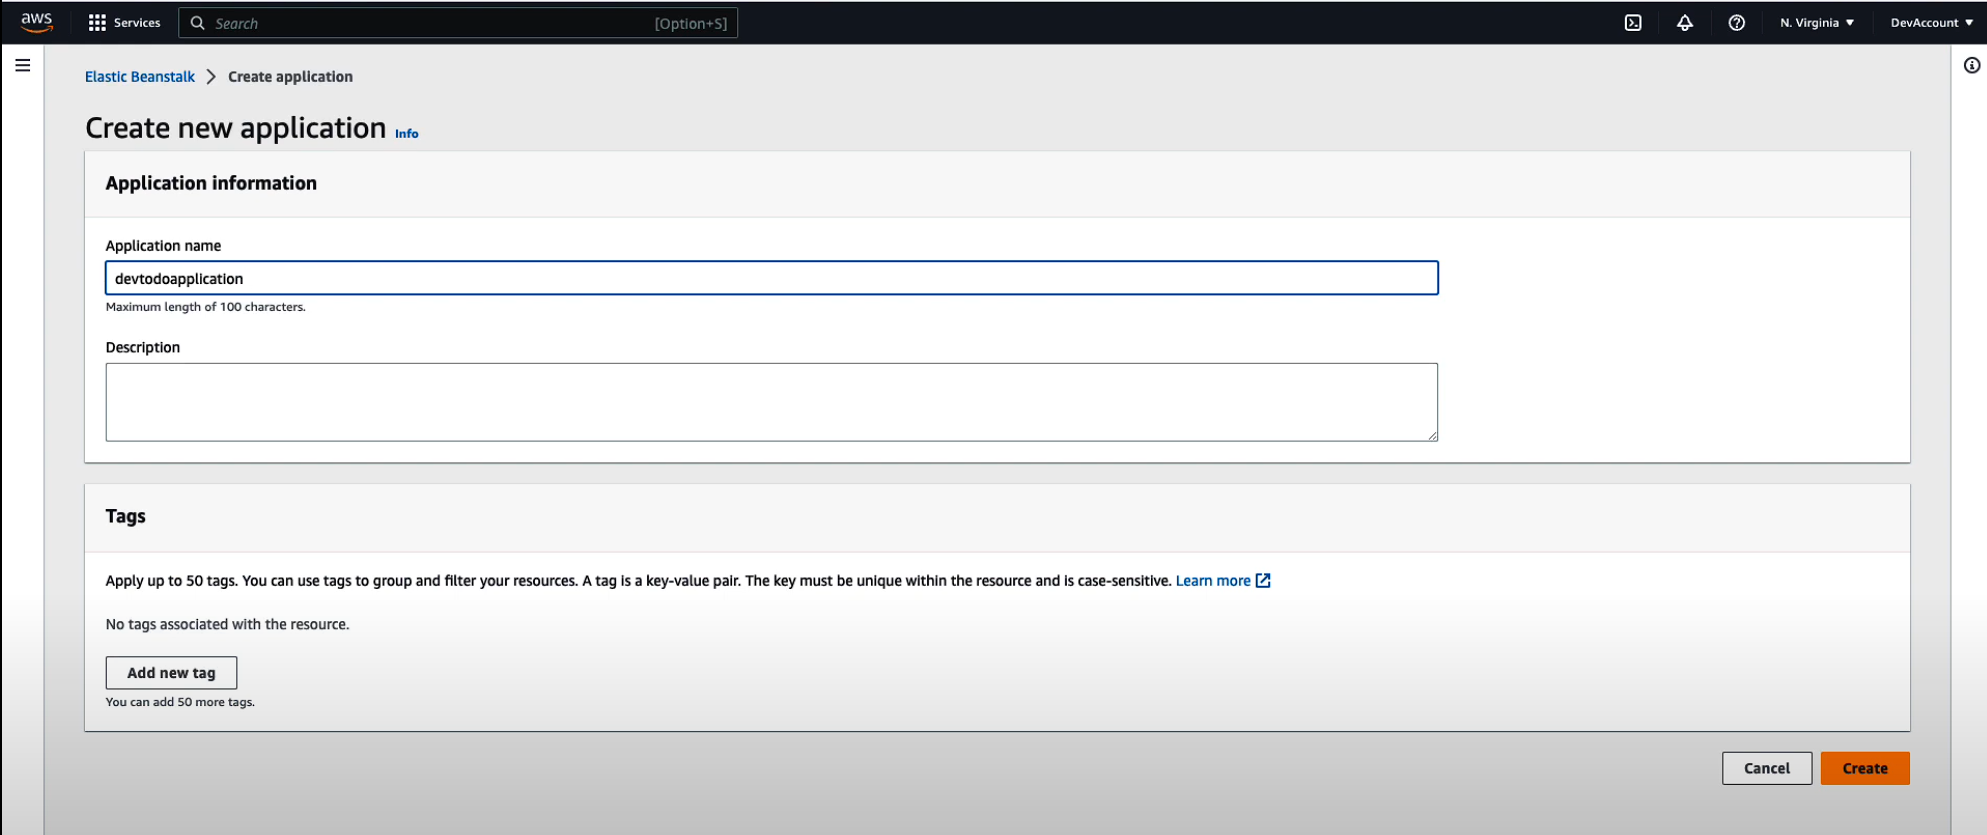 aws
Services
Search
[Option+S]
N. Virginia
DevAccount
Elastic Beanstalk
Create application
Create new application Info
Application information
Application name
devtodoapplication
Maximum length of 100 characters.
Description
Tags
Apply up to 50 tags. You can use tags to group and filter your resources. A tag is a key-value pair. The key must be unique within the resource and is case-sensitive. Learn more
No tags associated with the resource.
Add new tag
You can add 50 more tags.
Cancel
Create